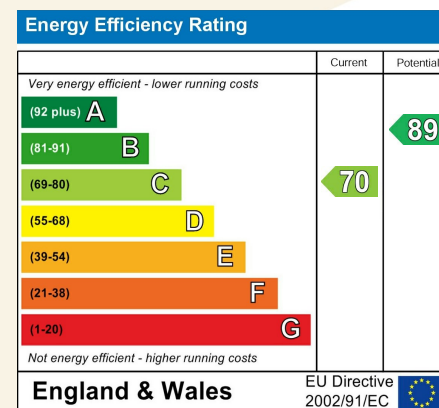 Energy Efficiency Rating
Current Potential
Very energy efficient - lower running costs
(92 plus) A
(81-91) B
89
(69-80) C
70
(55-68) D
(39-54) E
(21-38) F
(1-20) G
Not energy efficient - higher running costs
England & Wales
EU Directive
2002/91/EC